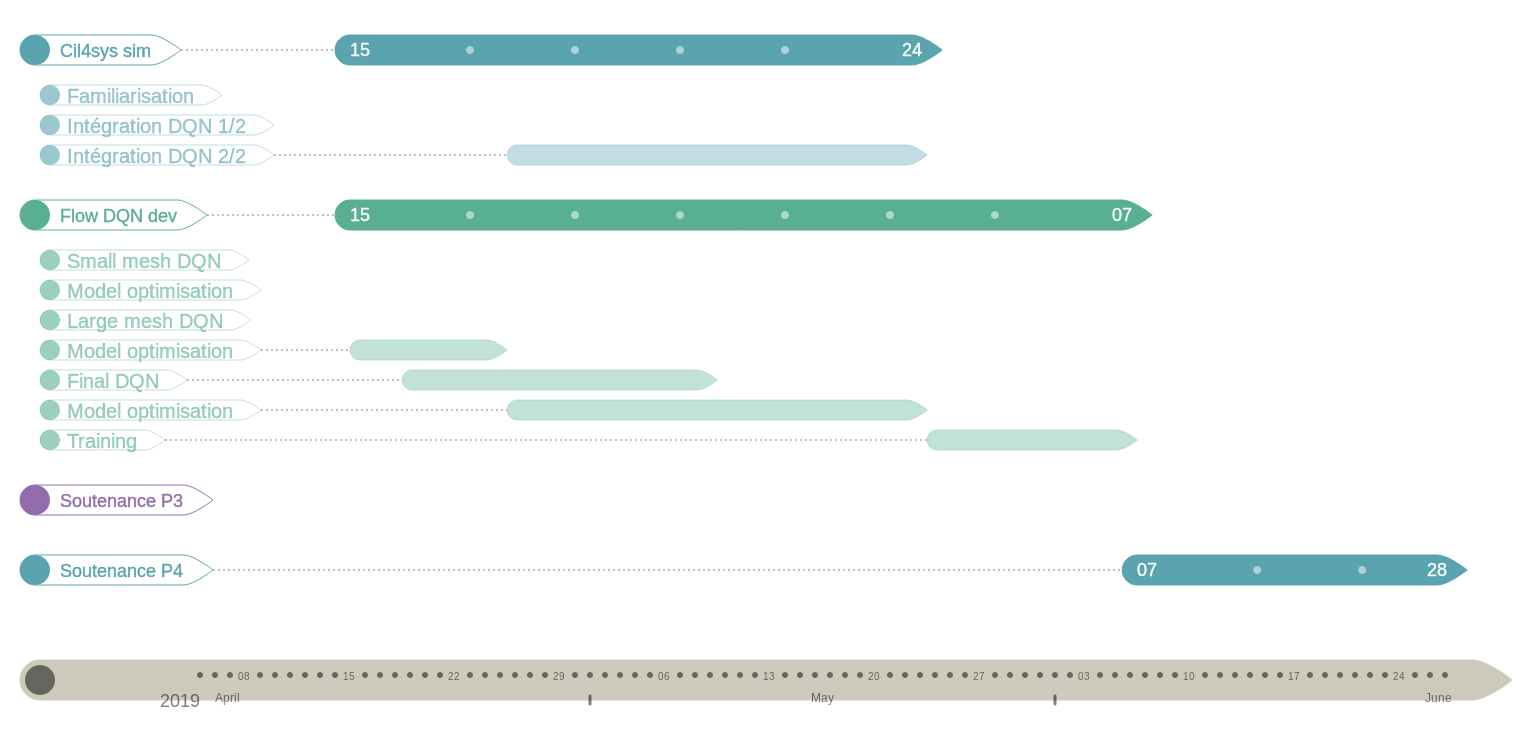 Cil4sys sim 15 24
Familiarisation
Intégration DQN 1/2
Intégration DQN 2/2
Flow DQN dev 15 07
Small mesh DQN
Model optimisation
Large mesh DQN
Model optimisation
Final DQN
Model optimisation
Training
Soutenance P3
Soutenance P4 07 28
08 15 22 29 06 13 20 27 03 10 17 24
2019 April May June